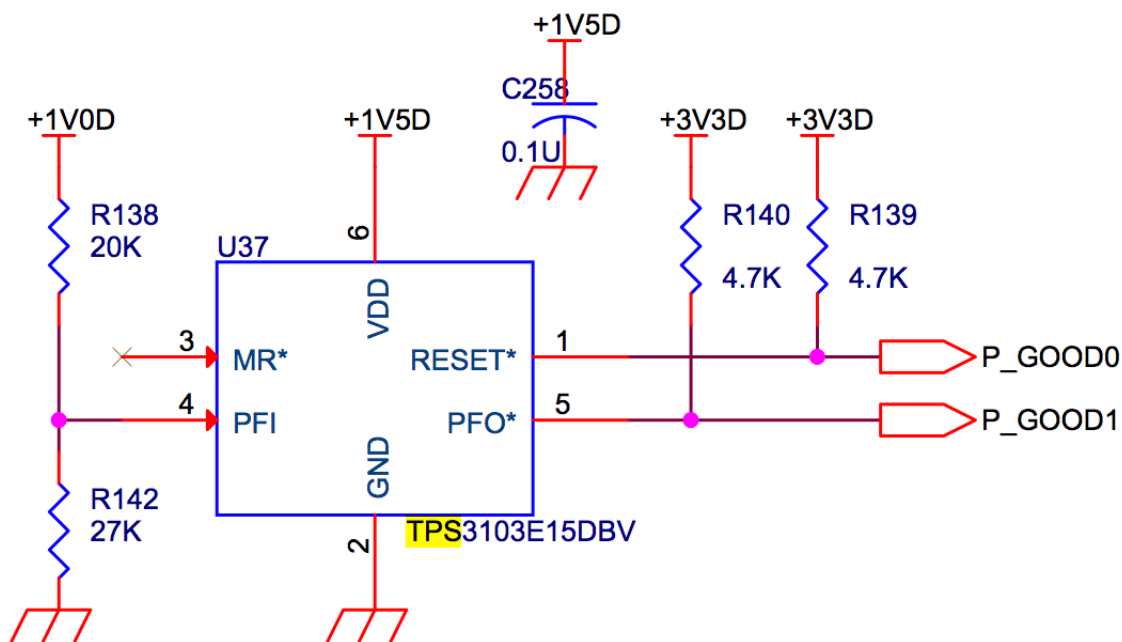 +1V5D
C258
0.1U
+1V0D
+1V5D
+3V3D
+3V3D
R138
20K
R140
4.7K
R139
4.7K
U37
6
VDD
3
MR*
RESET*
1
P_GOOD0
4
PFI
PFO*
5
P_GOOD1
GND
2
R142
27K
TPS3103E15DBV